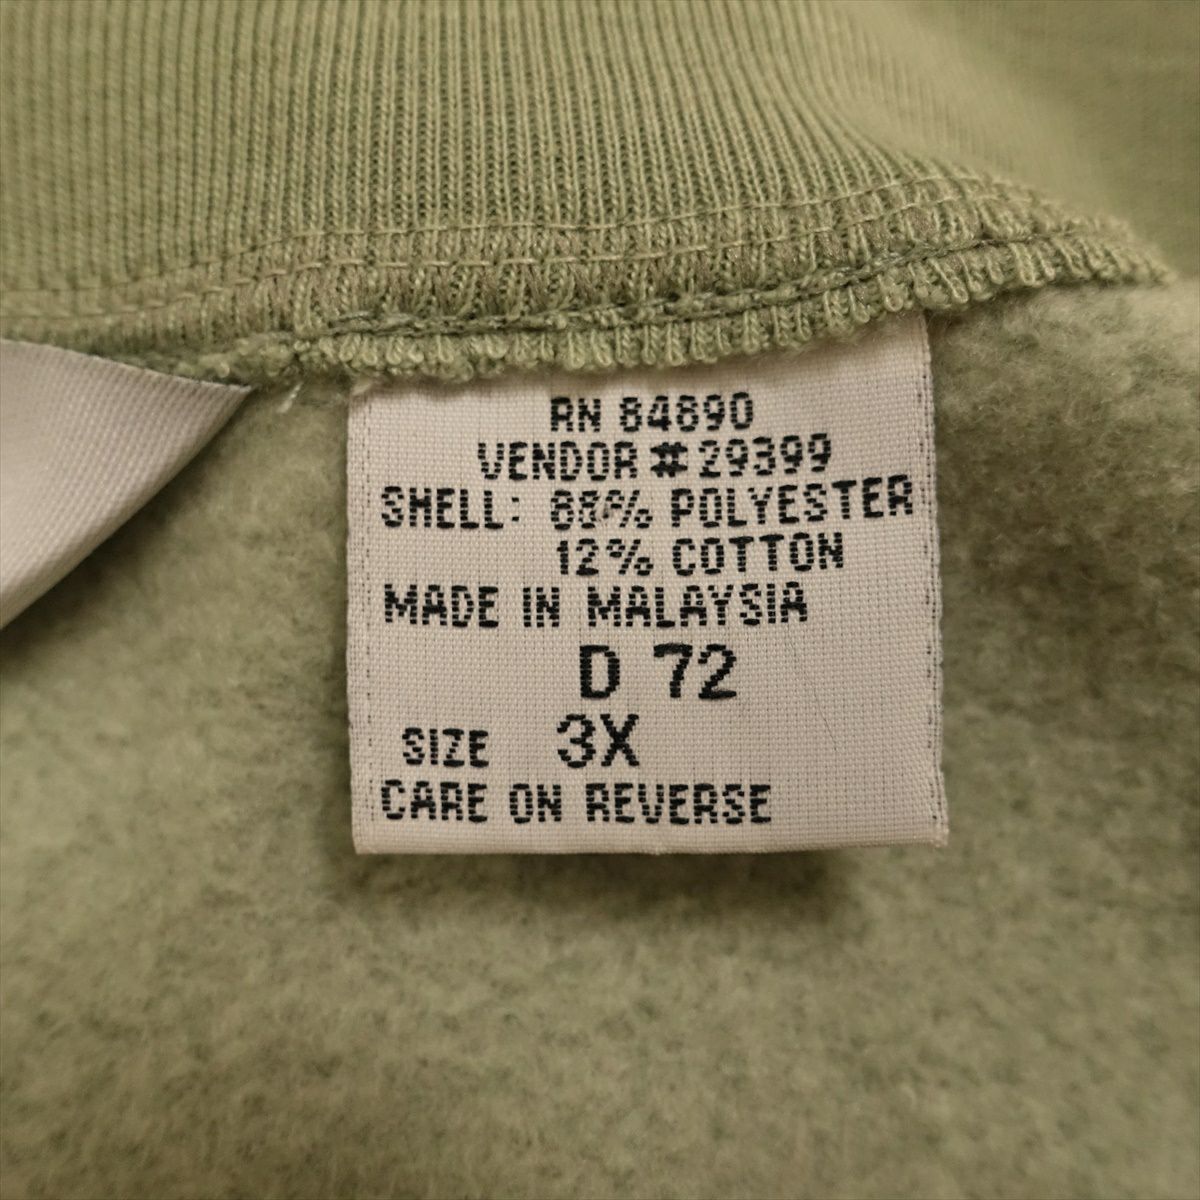 RN 84890
VENDOR #29399
SHELL: 88% POLYESTER
12% COTTON
MADE IN MALAYSIA
D 72
SIZE 3X
CARE ON REVERSE